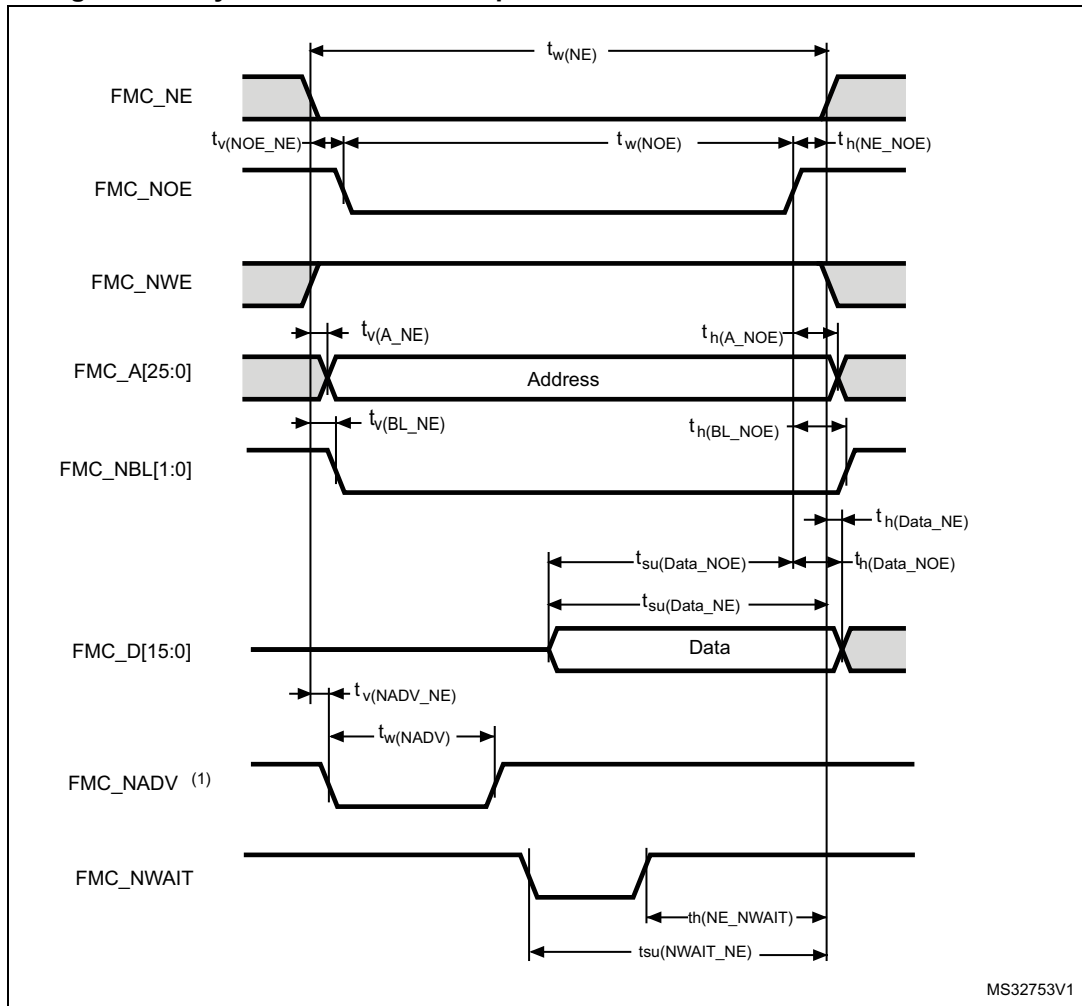 tw(NE)
FMC_NE
tv(NOE_NE)
tw(NOE)
th(NE_NOE)
FMC_NOE
FMC_NWE
tv(A_NE)
th(A_NOE)
FMC_A[25:0]
Address
tv(BL_NE)
th(BL_NOE)
FMC_NBL[1:0]
th(Data_NE)
tsu(Data_NOE)
th(Data_NOE)
tsu(Data_NE)
FMC_D[15:0]
Data
tv(NADV_NE)
tw(NADV)
FMC_NADV (1)
FMC_NWAIT
th(NE_NWAIT)
tsu(NWAIT_NE)
MS32753V1